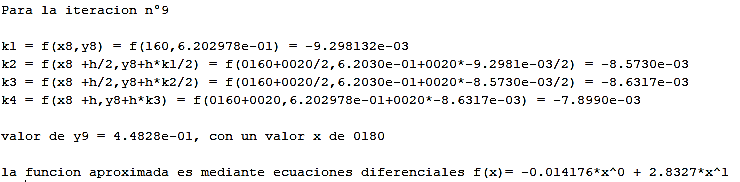 Para la iteracion n°9
k1 = f(x8,y8) = f(160,6.202978e-01) = -9.298132e-03
k2 = f(x8 +h/2,y8+h*k1/2) = f(0160+0020/2,6.2030e-01+0020*-9.2981e-03/2) = -8.5730e-03
k3 = f(x8 +h/2,y8+h*k2/2) = f(0160+0020/2,6.2030e-01+0020*-8.5730e-03/2) = -8.6317e-03
k4 = f(x8 +h,y8+h*k3) = f(0160+0020,6.202978e-01+0020*-8.6317e-03) = -7.8990e-03
valor de y9 = 4.4828e-01, con un valor x de 0180
la funcion aproximada es mediante ecuaciones diferenciales f(x)= -0.014176*x^0 + 2.8327*x^1